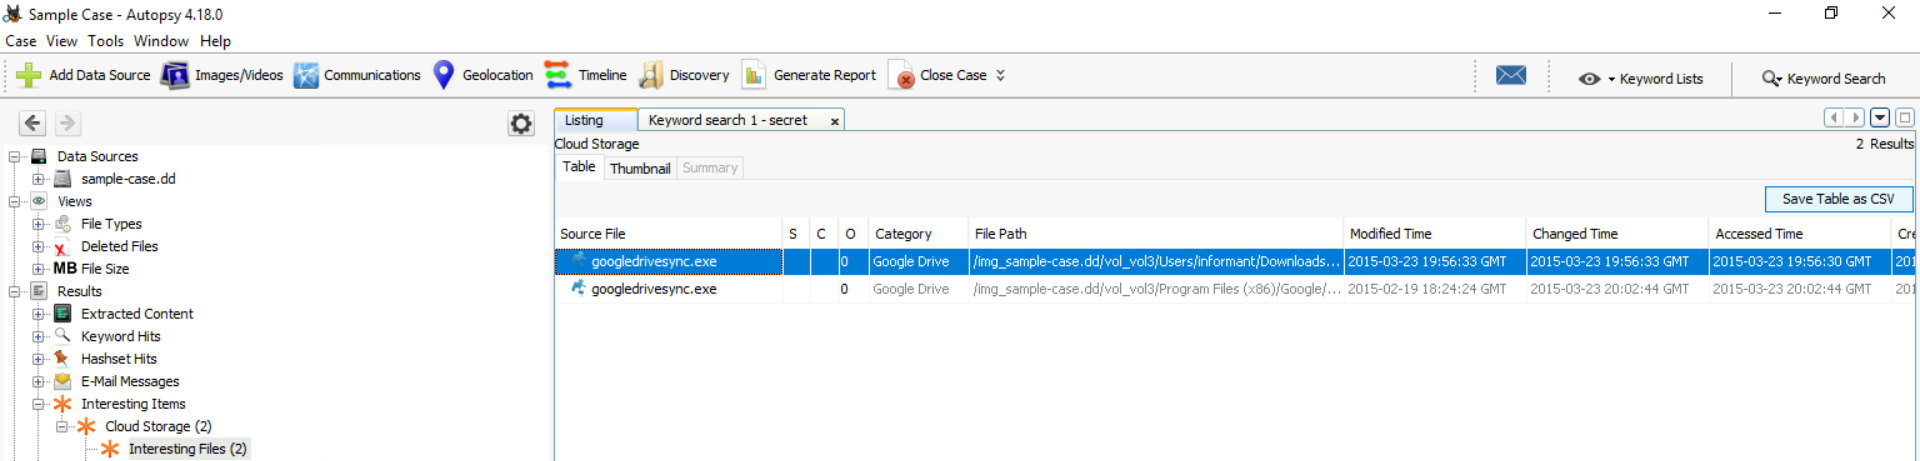 Sample Case - Autopsy 4.18.0
Case View Tools Window Help
Add Data Source Images/Videos Communications Geolocation Timeline Discovery Generate Report Close Case Keyword Lists Keyword Search
Listing Keyword search 1 - secret x
Cloud Storage 2 Results
Table Thumbnail Summary
Save Table as CSV
Source File S C O Category File Path Modified Time Changed Time Accessed Time Cre
googledrivesync.exe 0 Google Drive /img_sample-case.dd/vol_vol3/Users/informant/Downloads... 2015-03-23 19:56:33 GMT 2015-03-23 19:56:33 GMT 2015-03-23 19:56:30 GMT 201
googledrivesync.exe 0 Google Drive /img_sample-case.dd/vol_vol3/Program Files (x86)/Google/... 2015-02-19 18:24:24 GMT 2015-03-23 20:02:44 GMT 2015-03-23 20:02:44 GMT 201
Data Sources
sample-case.dd
Views
File Types
Deleted Files
MB File Size
Results
Extracted Content
Keyword Hits
Hashset Hits
E-Mail Messages
Interesting Items
Cloud Storage (2)
Interesting Files (2)